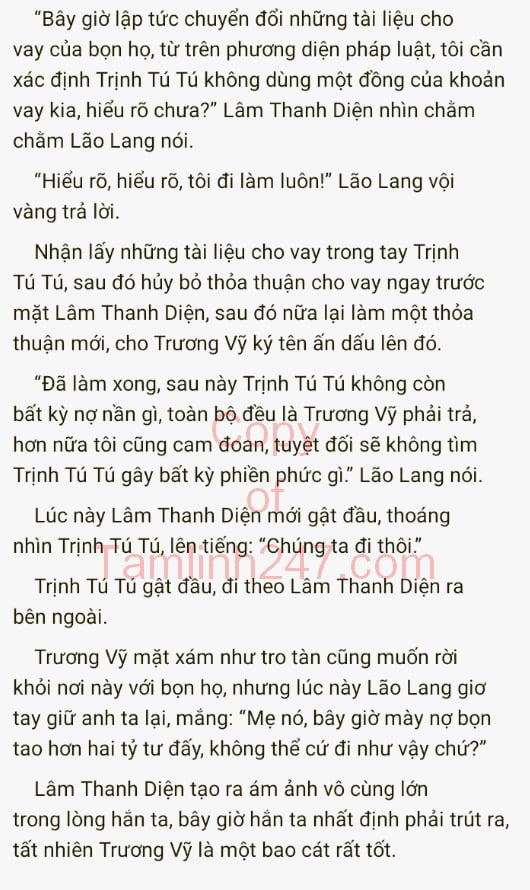 “Bây giờ lập tức chuyển đổi những tài liệu cho
vay của bọn họ, từ trên phương diện pháp luật, tôi cần
xác định Trịnh Tú Tú không dùng một đồng của khoản
vay kia, hiểu rõ chưa?” Lâm Thanh Diện nhìn chằm
chằm Lão Lang nói.
“Hiểu rõ, hiểu rõ, tôi đi làm luôn!” Lão Lang vội
vàng trả lời.
Nhận lấy những tài liệu cho vay trong tay Trịnh
Tú Tú, sau đó hủy bỏ thỏa thuận cho vay ngay trước
mặt Lâm Thanh Diện, sau đó nữa lại làm một thỏa
thuận mới, cho Trương Vỹ ký tên ấn dấu lên đó.
“Đã làm xong, sau này Trịnh Tú Tú không còn
bất kỳ nợ nần gì, toàn bộ đều là Trương Vỹ phải trả,
hơn nữa tôi cũng cam đoan, tuyệt đối sẽ không tìm
Trịnh Tú Tú gây bất kỳ phiền phức gì.” Lão Lang nói.
Lúc này Lâm Thanh Diện mới gật đầu, thoáng
nhìn Trịnh Tú Tú, lên tiếng: “Chúng ta đi thôi.”
Trịnh Tú Tú gật đầu, đi theo Lâm Thanh Diện ra
bên ngoài.
Trương Vỹ mặt xám như tro tàn cũng muốn rời
khỏi nơi này với bọn họ, nhưng lúc này Lão Lang giơ
tay giữ anh ta lại, mắng: “Mẹ nó, bây giờ mày nợ bọn
tao hơn hai tỷ tư đấy, không thể cứ đi như vậy chứ?”
Lâm Thanh Diện tạo ra ám ảnh vô cùng lớn
trong lòng hắn ta, bây giờ hắn ta nhất định phải trút ra,
tất nhiên Trương Vỹ là một bao cát rất tốt.
Copy
of
Tamlinh247.com